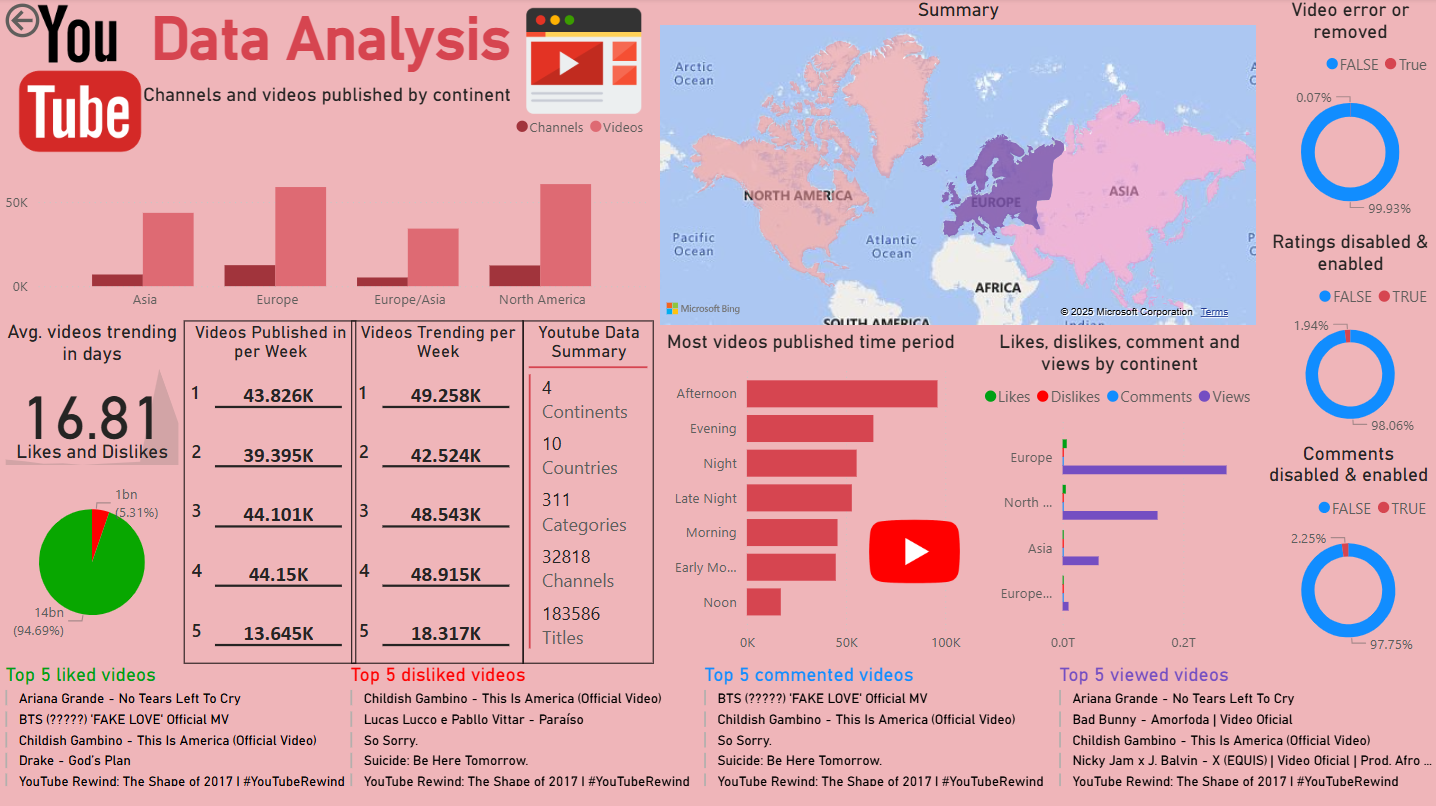 You
Tube
Data Analysis
Channels and videos published by continent
Channels
Videos
50K
0K
Asia
Europe
Europe/Asia
North America
Summary
Arctic
Ocean
NORTH AMERICA
EUROPE
ASIA
Pacific
Ocean
Atlantic
Ocean
AFRICA
SOUTH AMERICA
Indian
Microsoft Bing
© 2025 Microsoft Corporation
Terms
Video error or
removed
FALSE
True
0.07%
99.93%
Ratings disabled &
enabled
FALSE
TRUE
1.94%
98.06%
Comments
disabled & enabled
FALSE
TRUE
2.25%
97.75%
Avg. videos trending
in days
16.81
Likes and Dislikes
1bn
(5.31%)
14bn
(94.69%)
Videos Published in
per Week
1
43.826K
2
39.395K
3
44.101K
4
44.15K
5
13.645K
Videos Trending per
Week
1
49.258K
2
42.524K
3
48.543K
4
48.915K
5
18.317K
Youtube Data
Summary
4
Continents
10
Countries
311
Categories
32818
Channels
183586
Titles
Most videos published time period
Afternoon
Evening
Night
Late Night
Morning
Early Mo...
Noon
0K
50K
100K
Likes, dislikes, comment and
views by continent
Likes
Dislikes
Comments
Views
Europe
North ...
Asia
Europe...
0.0T
0.2T
Top 5 liked videos
Ariana Grande - No Tears Left To Cry
BTS (?????) 'FAKE LOVE' Official MV
Childish Gambino - This Is America (Official Video)
Drake - God's Plan
YouTube Rewind: The Shape of 2017 | #YouTubeRewind
Top 5 disliked videos
Childish Gambino - This Is America (Official Video)
Lucas Lucco e Pabllo Vittar - Paraíso
So Sorry.
Suicide: Be Here Tomorrow.
YouTube Rewind: The Shape of 2017 | #YouTubeRewind
Top 5 commented videos
BTS (?????) 'FAKE LOVE' Official MV
Childish Gambino - This Is America (Official Video)
So Sorry.
Suicide: Be Here Tomorrow.
YouTube Rewind: The Shape of 2017 | #YouTubeRewind
Top 5 viewed videos
Ariana Grande - No Tears Left To Cry
Bad Bunny - Amorfoda | Video Oficial
Childish Gambino - This Is America (Official Video)
Nicky Jam x J. Balvin - X (EQUIS) | Video Oficial | Prod. Afro ...
YouTube Rewind: The Shape of 2017 | #YouTubeRewind